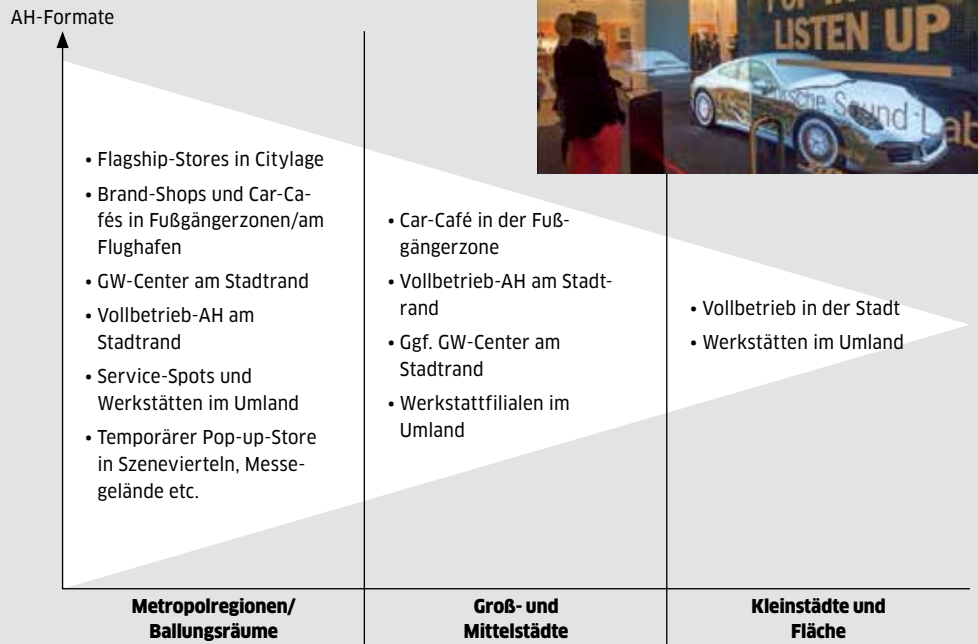 AH-Formate
LISTEN UP
Porsche Sound Lab
• Flagship-Stores in Citylage
• Brand-Shops und Car-Ca-
fés in Fußgängerzonen/am
Flughafen
• GW-Center am Stadtrand
• Vollbetrieb-AH am
Stadtrand
• Service-Spots und
Werkstätten im Umland
• Temporärer Pop-up-Store
in Szenevierteln, Messe-
gelände etc.
• Car-Café in der Fuß-
gängerzone
• Vollbetrieb-AH am Stadt-
rand
• Ggf. GW-Center am
Stadtrand
• Werkstattfilialen im
Umland
• Vollbetrieb in der Stadt
• Werkstätten im Umland
Metropolregionen/
Ballungsräume
Groß- und
Mittelstädte
Kleinstädte und
Fläche